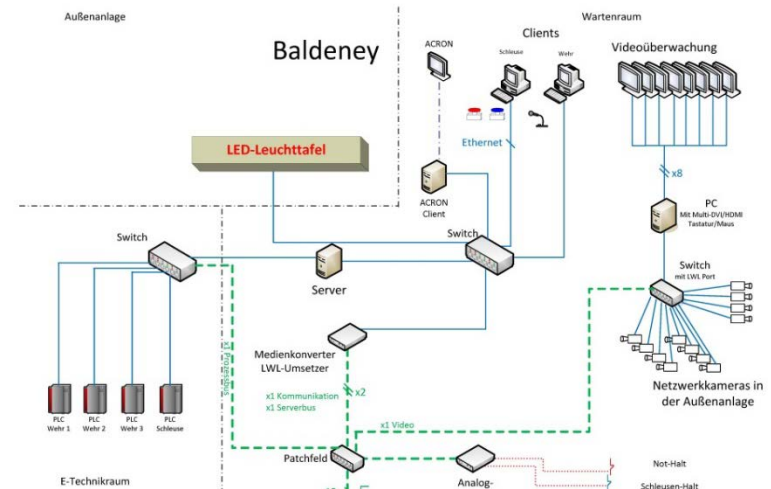 Außenanlage
Wartenraum
Baldeney
ACRON
Clients
Schleuse
Wehr
Videoüberwachung
LED-Leuchttafel
Ethernet
x8
ACRON
Client
PC
Mit Multi-DVI/HDMI
Tastatur/Maus
Switch
Switch
Server
Switch
mit LWL Port
Medienkonverter
LWL-Umsetzer
x1 Prozessbus
x2
x1 Kommunikation
x1 Serverbus
Netzwerkkameras in
der Außenanlage
PLC
Wehr 1
PLC
Wehr 2
PLC
Wehr 3
PLC
Schleuse
x1 Video
Patchfeld
E-Technikraum
Analog-
Not-Halt
Schleusen-Halt